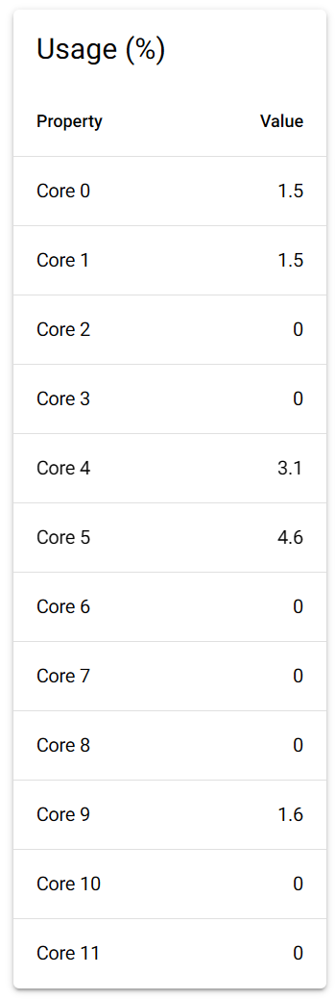 Usage (%)
Property Value
Core 0 1.5
Core 1 1.5
Core 2 0
Core 3 0
Core 4 3.1
Core 5 4.6
Core 6 0
Core 7 0
Core 8 0
Core 9 1.6
Core 10 0
Core 11 0